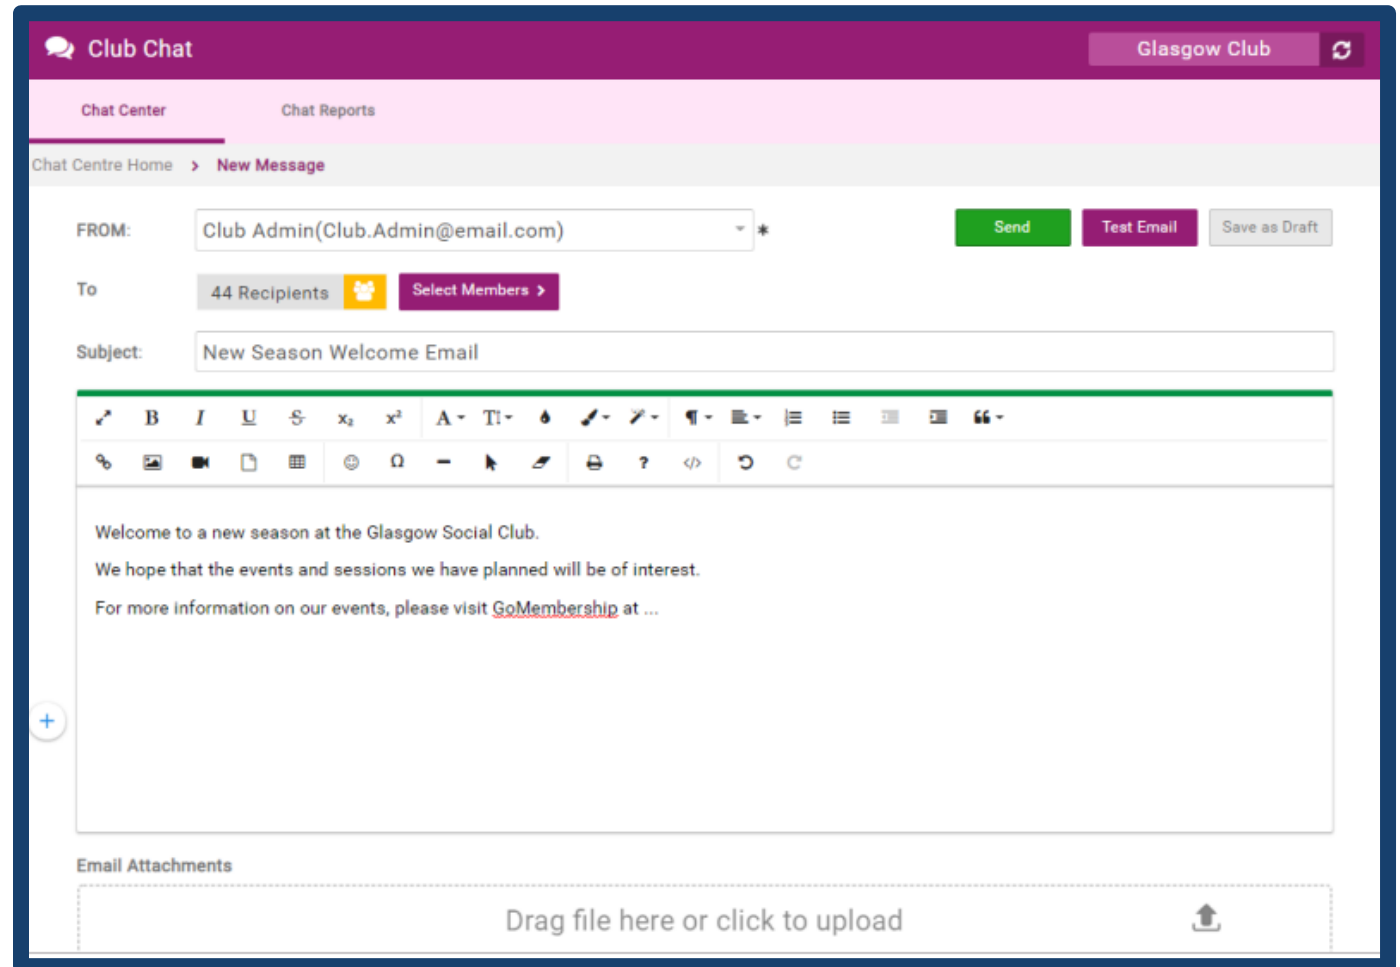 Club Chat
Glasgow Club
Chat Center
Chat Reports
Chat Centre Home > New Message
FROM:
Club Admin(Club.Admin@email.com)
*
Send
Test Email
Save as Draft
To
44 Recipients
Select Members >
Subject:
New Season Welcome Email
Welcome to a new season at the Glasgow Social Club.
We hope that the events and sessions we have planned will be of interest.
For more information on our events, please visit GoMembership at ...
Email Attachments
Drag file here or click to upload